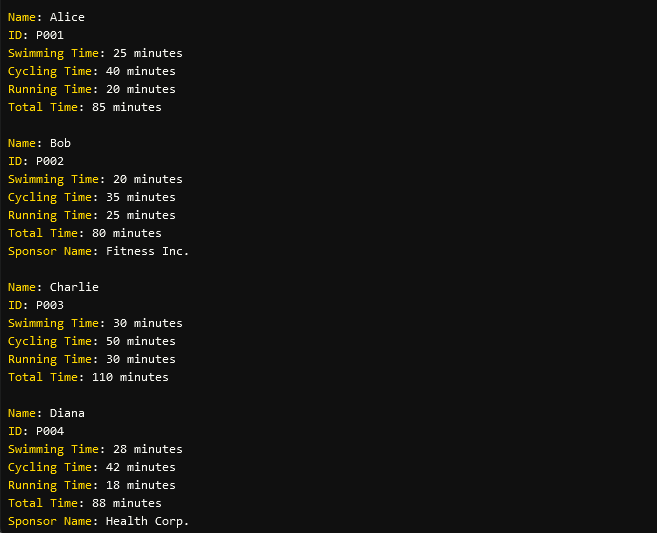 Name: Alice
ID: P001
Swimming Time: 25 minutes
Cycling Time: 40 minutes
Running Time: 20 minutes
Total Time: 85 minutes
Name: Bob
ID: P002
Swimming Time: 20 minutes
Cycling Time: 35 minutes
Running Time: 25 minutes
Total Time: 80 minutes
Sponsor Name: Fitness Inc.
Name: Charlie
ID: P003
Swimming Time: 30 minutes
Cycling Time: 50 minutes
Running Time: 30 minutes
Total Time: 110 minutes
Name: Diana
ID: P004
Swimming Time: 28 minutes
Cycling Time: 42 minutes
Running Time: 18 minutes
Total Time: 88 minutes
Sponsor Name: Health Corp.